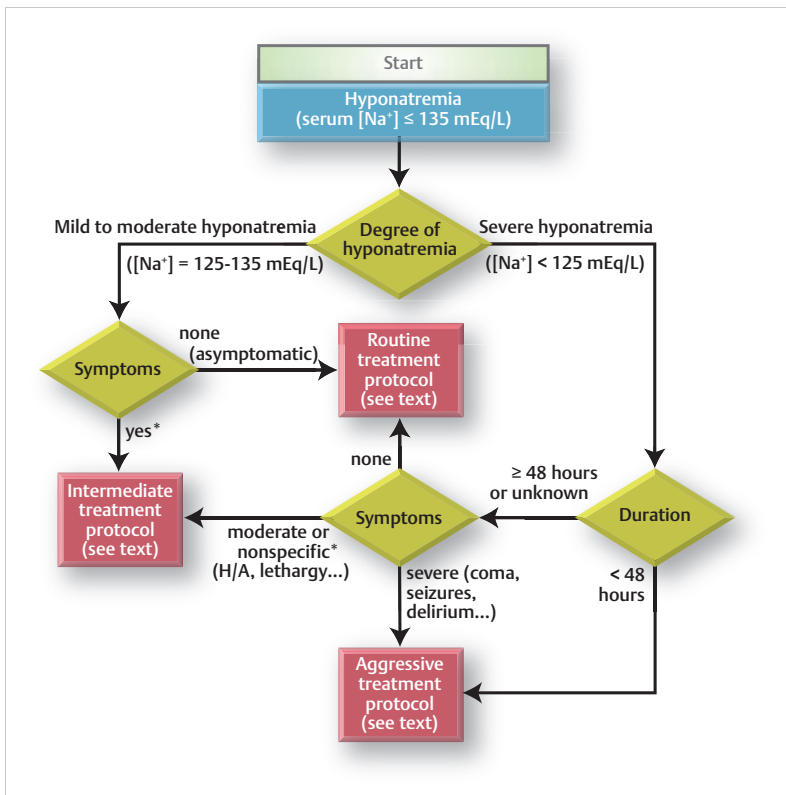 Start
Hyponatremia
(serum [Na⁺] ≤ 135 mEq/L)
Mild to moderate hyponatremia
([Na⁺] = 125-135 mEq/L)
Degree of
hyponatremia
Severe hyponatremia
([Na⁺] < 125 mEq/L)
Symptoms
none
(asymptomatic)
Routine
treatment
protocol
(see text)
yes*
none
Intermediate
treatment
protocol
(see text)
moderate or
nonspecific*
(H/A, lethargy...)
Symptoms
≥ 48 hours
or unknown
Duration
severe (coma,
seizures,
delirium...)
< 48
hours
Aggressive
treatment
protocol
(see text)